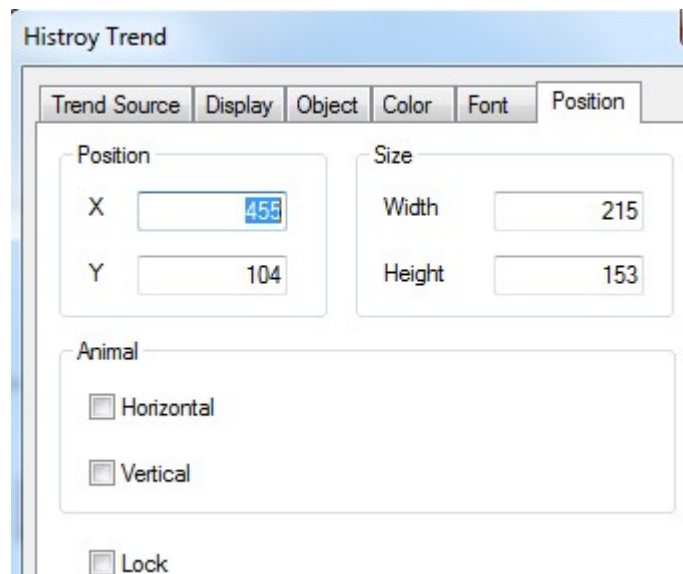 Histroy Trend
Trend Source Display Object Color Font Position
Position Size
X 455 Width 215
Y 104 Height 153
Animal
Horizontal
Vertical
Lock